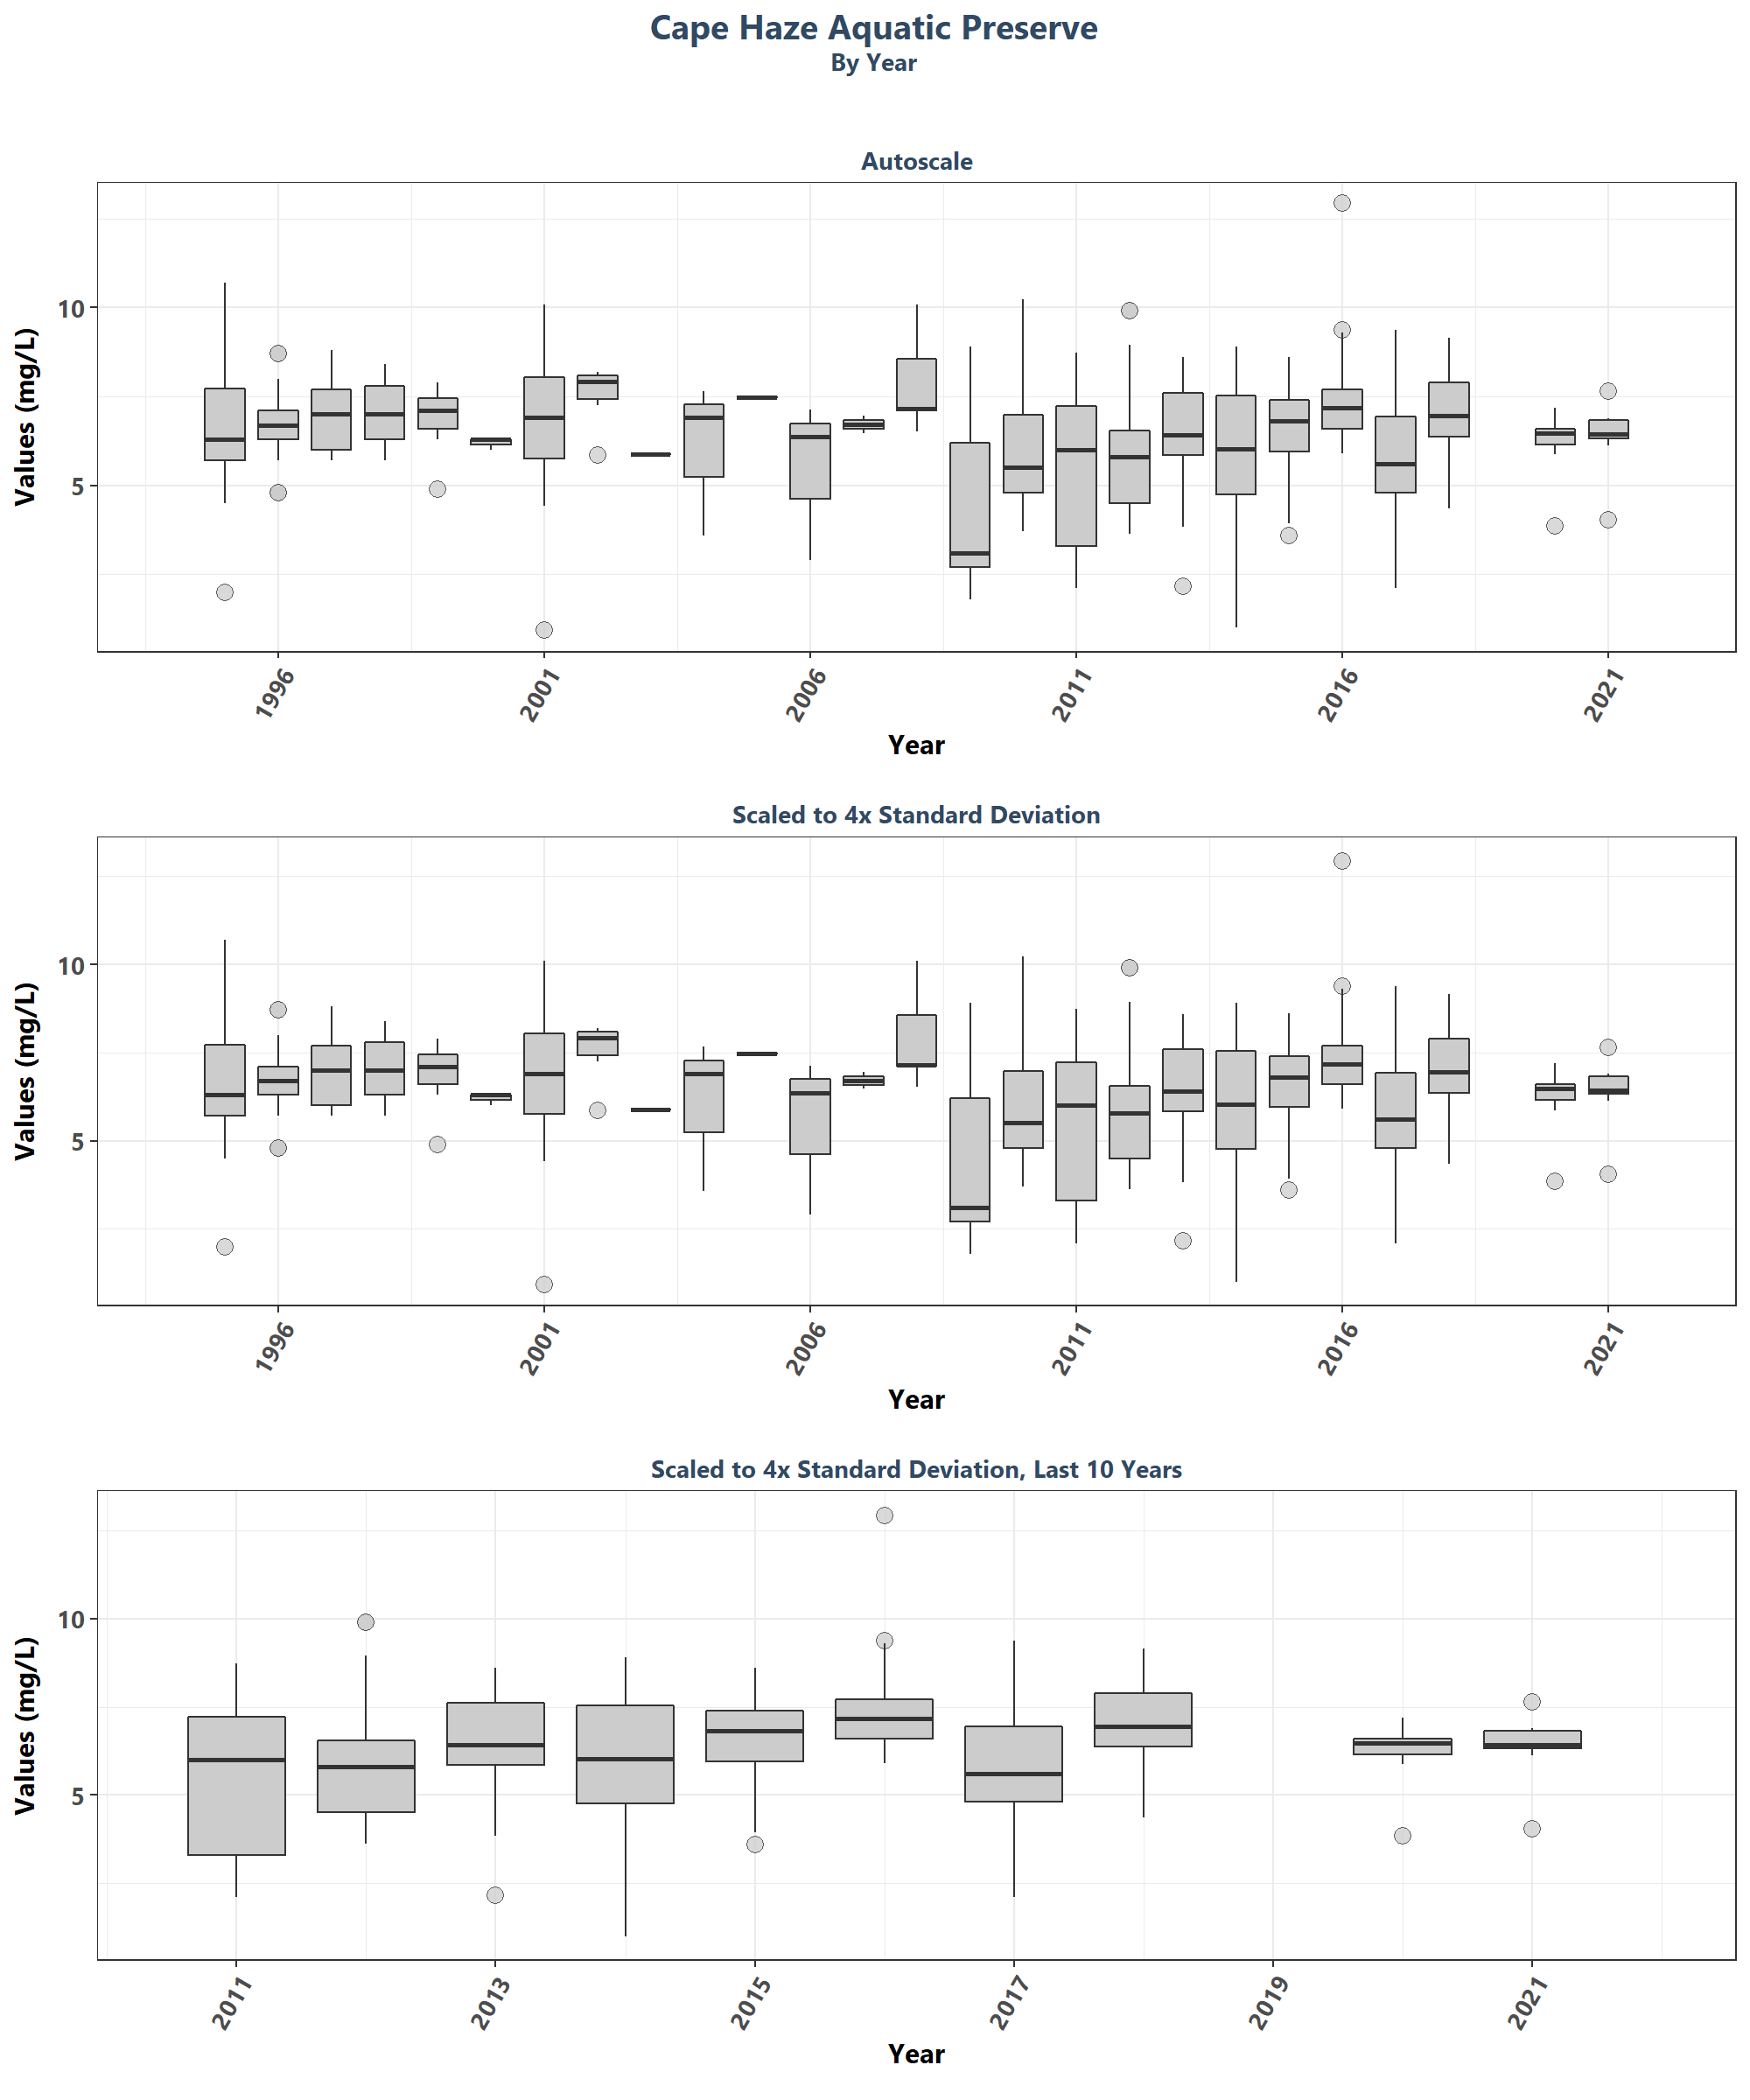 Cape Haze Aquatic Preserve
By Year
Autoscale
Values (mg/L)
10
5
1996 2001 2006 2011 2016 2021
Year
Scaled to 4x Standard Deviation
Values (mg/L)
10
5
1996 2001 2006 2011 2016 2021
Year
Scaled to 4x Standard Deviation, Last 10 Years
Values (mg/L)
10
5
2011 2013 2015 2017 2019 2021
Year